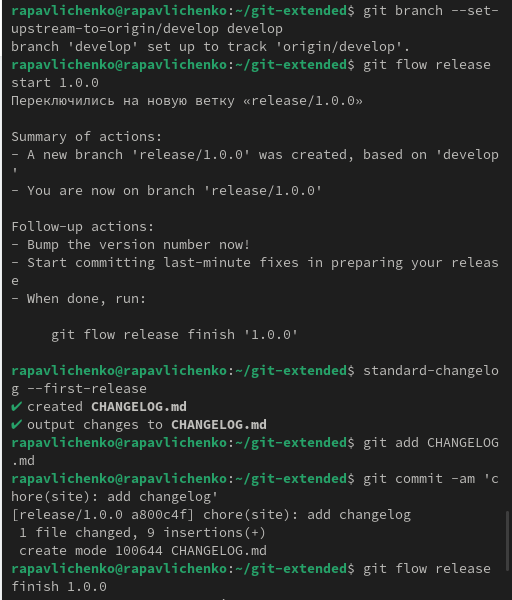 rapavlichenko@rapavlichenko:~/git-extended$ git branch --set-
upstream-to=origin/develop develop
branch 'develop' set up to track 'origin/develop'.
rapavlichenko@rapavlichenko:~/git-extended$ git flow release
start 1.0.0
Переключились на новую ветку «release/1.0.0»

Summary of actions:
- A new branch 'release/1.0.0' was created, based on 'develop
'
- You are now on branch 'release/1.0.0'

Follow-up actions:
- Bump the version number now!
- Start committing last-minute fixes in preparing your releas
e
- When done, run:

     git flow release finish '1.0.0'

rapavlichenko@rapavlichenko:~/git-extended$ standard-changelo
g --first-release
✔ created CHANGELOG.md
✔ output changes to CHANGELOG.md
rapavlichenko@rapavlichenko:~/git-extended$ git add CHANGELOG
.md
rapavlichenko@rapavlichenko:~/git-extended$ git commit -am 'c
hore(site): add changelog'
[release/1.0.0 a800c4f] chore(site): add changelog
 1 file changed, 9 insertions(+)
 create mode 100644 CHANGELOG.md
rapavlichenko@rapavlichenko:~/git-extended$ git flow release
finish 1.0.0